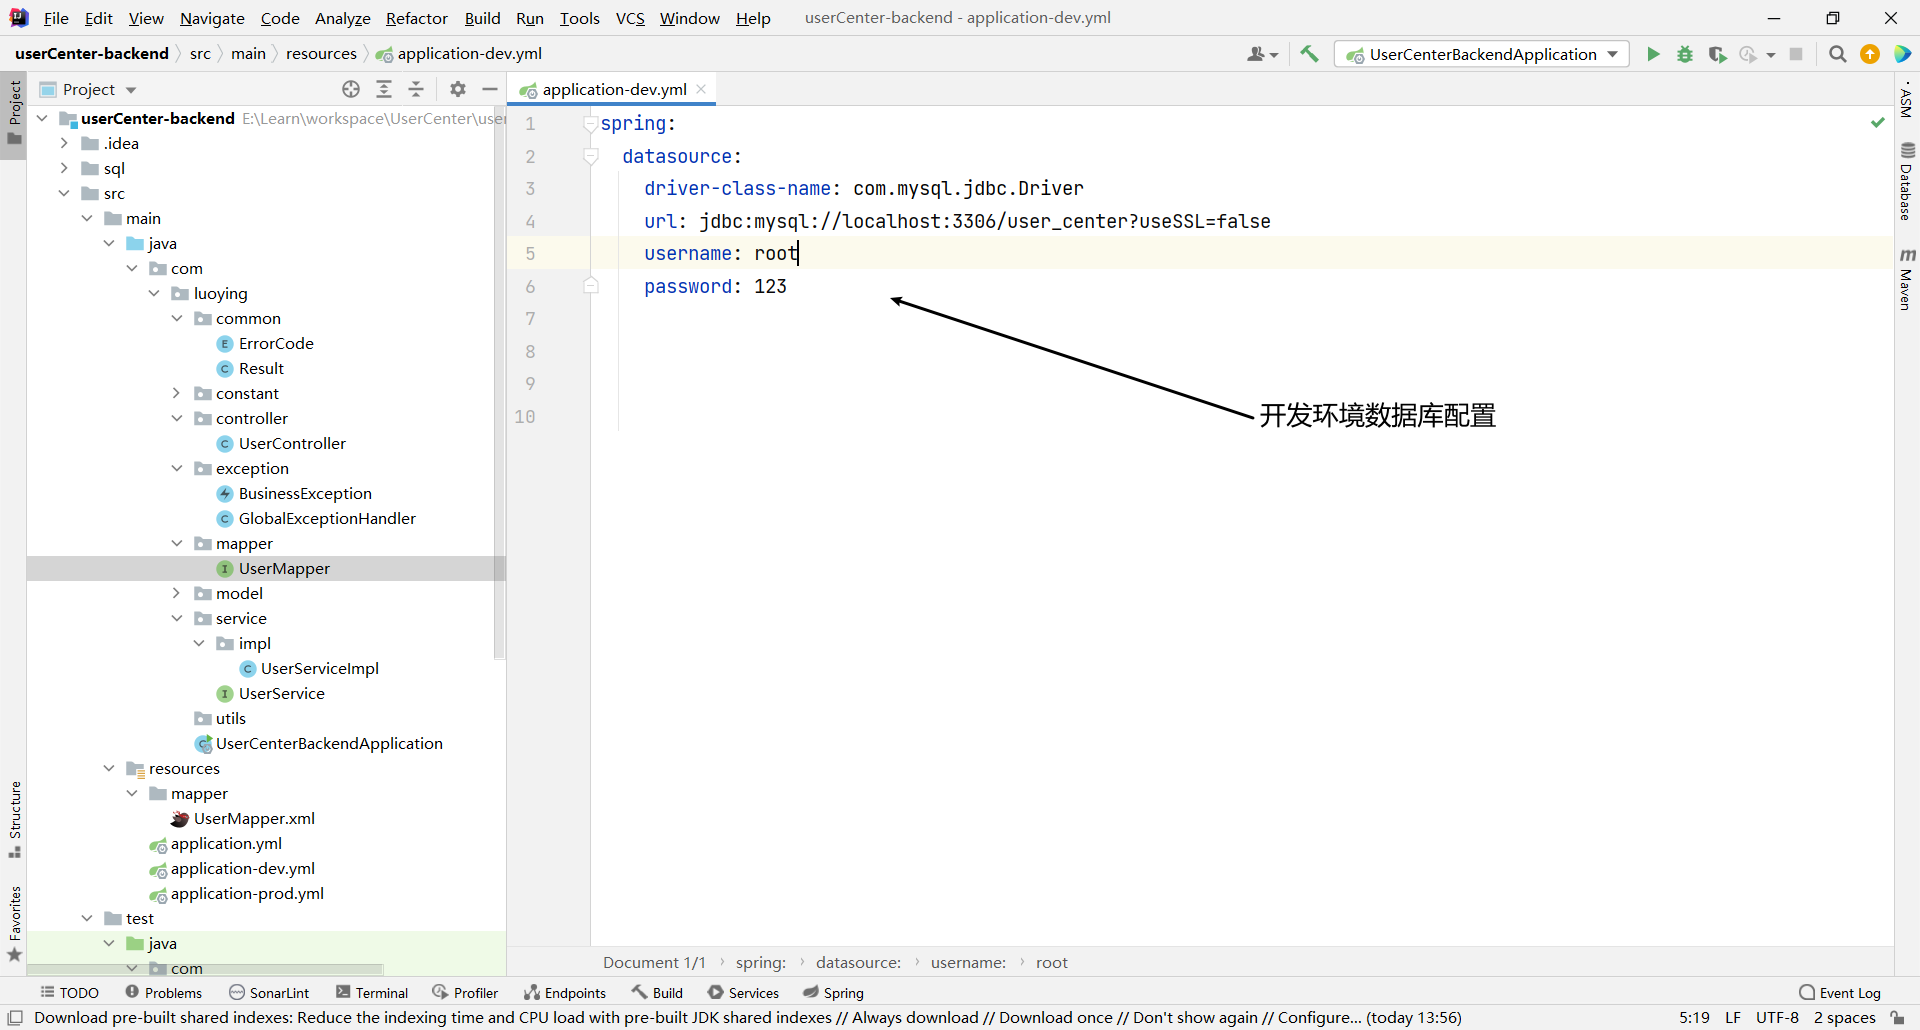 File Edit View Navigate Code Analyze Refactor Build Run Tools VCS Window Help userCenter-backend - application-dev.yml
userCenter-backend src main resources application-dev.yml UserCenterBackendApplication
Project
application-dev.yml
Project
userCenter-backend E:\Learn\workspace\UserCenter\user
.idea
sql
src
main
java
com
luoying
common
ErrorCode
Result
constant
controller
UserController
exception
BusinessException
GlobalExceptionHandler
mapper
UserMapper
model
service
impl
UserServiceImpl
UserService
utils
UserCenterBackendApplication
resources
mapper
UserMapper.xml
application.yml
application-dev.yml
application-prod.yml
test
java
com
Structure
Favorites
1 spring:
2 datasource:
3 driver-class-name: com.mysql.jdbc.Driver
4 url: jdbc:mysql://localhost:3306/user_center?useSSL=false
5 username: root
6 password: 123
7
8
9
10
开发环境数据库配置
ASM
Database
Maven
Document 1/1 spring: datasource: username: root
TODO Problems SonarLint Terminal Profiler Endpoints Build Services Spring Event Log
Download pre-built shared indexes: Reduce the indexing time and CPU load with pre-built JDK shared indexes // Always download // Download once // Don't show again // Configure... (today 13:56) 5:19 LF UTF-8 2 spaces